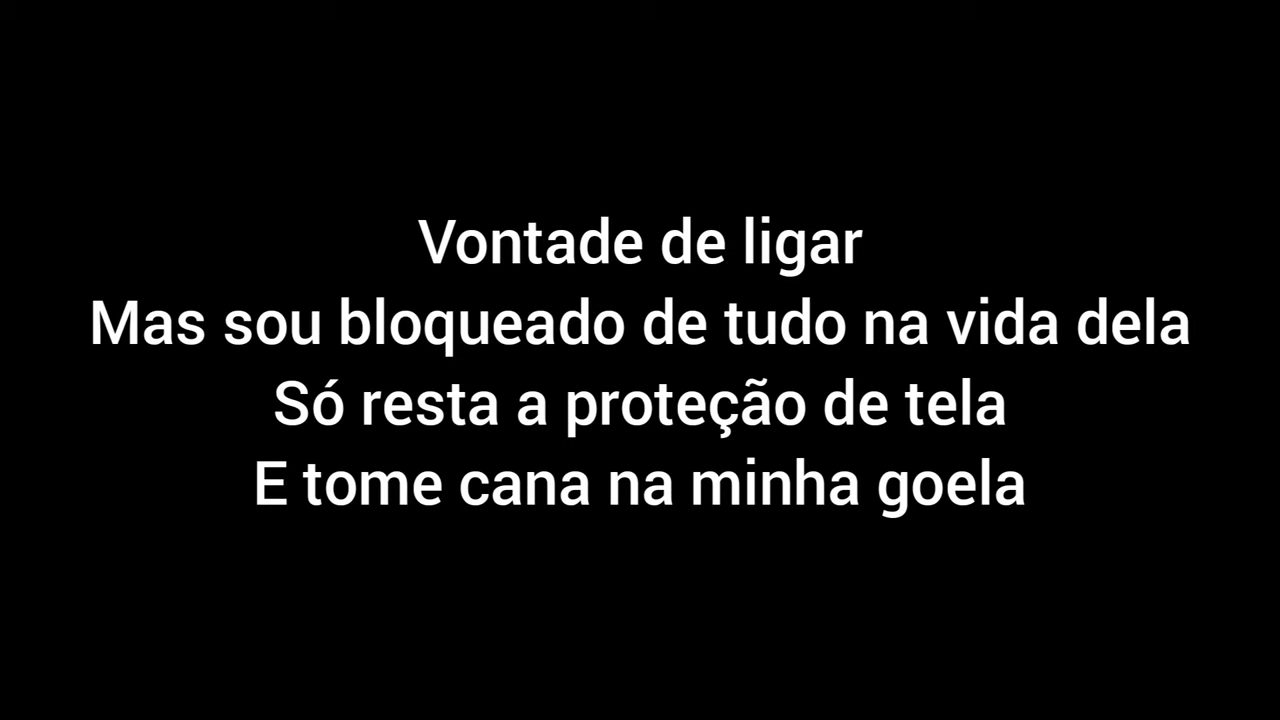 Vontade de ligar
Mas sou bloqueado de tudo na vida dela
Só resta a proteção de tela
E tome cana na minha goela